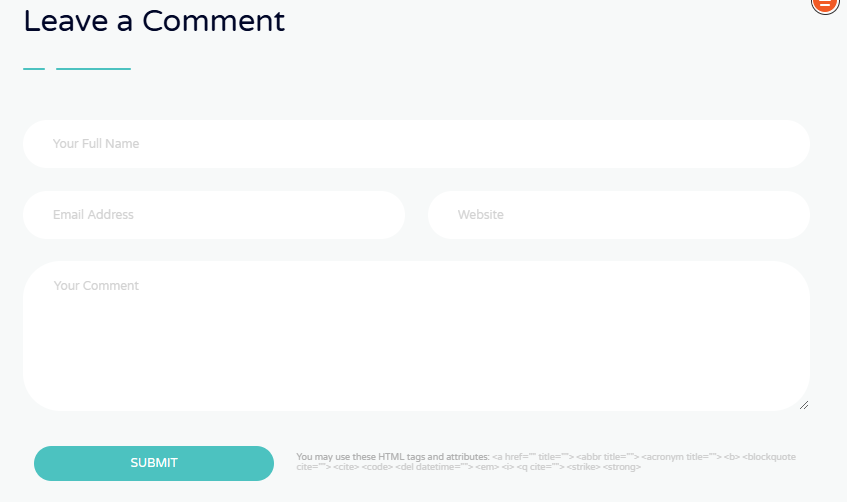 Leave a Comment
Your Full Name
Email Address
Website
Your Comment
SUBMIT
You may use these HTML tags and attributes: <a href="" title=""> <abbr title=""> <acronym title=""> <b> <blockquote
cite=""> <cite> <code> <del datetime=""> <em> <i> <q cite=""> <strike> <strong>